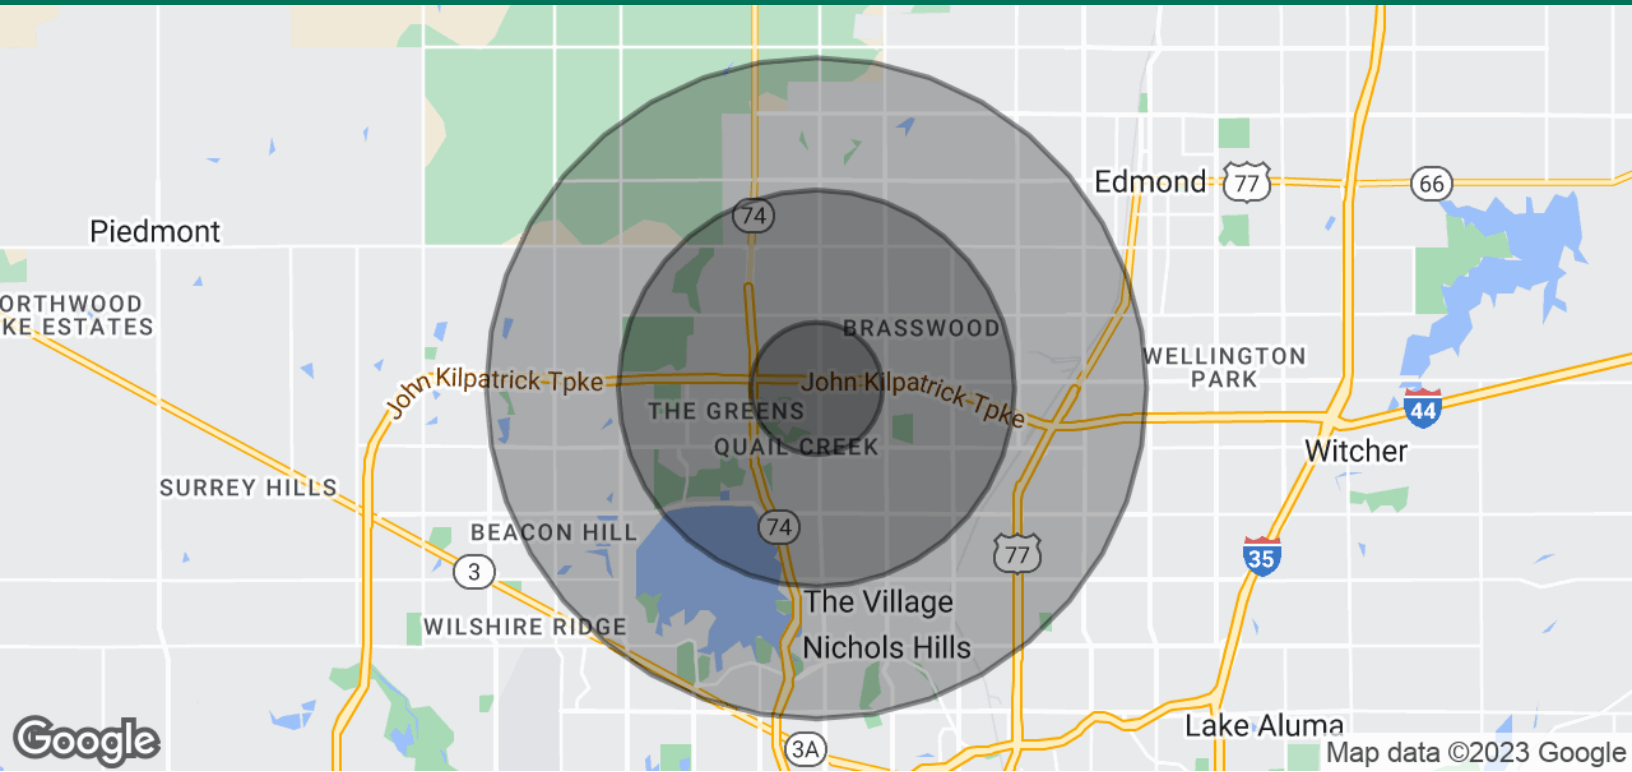 74
Edmond
77
66
Piedmont
ORTHWOOD
KE ESTATES
BRASSWOOD
WELLINGTON
PARK
John Kilpatrick Tpke
John Kilpatrick Tpke
THE GREENS
44
QUAIL CREEK
Witcher
SURREY HILLS
BEACON HILL
74
77
35
3
The Village
WILSHIRE RIDGE
Nichols Hills
Lake Aluma
Google
3A
Map data ©2023 Google